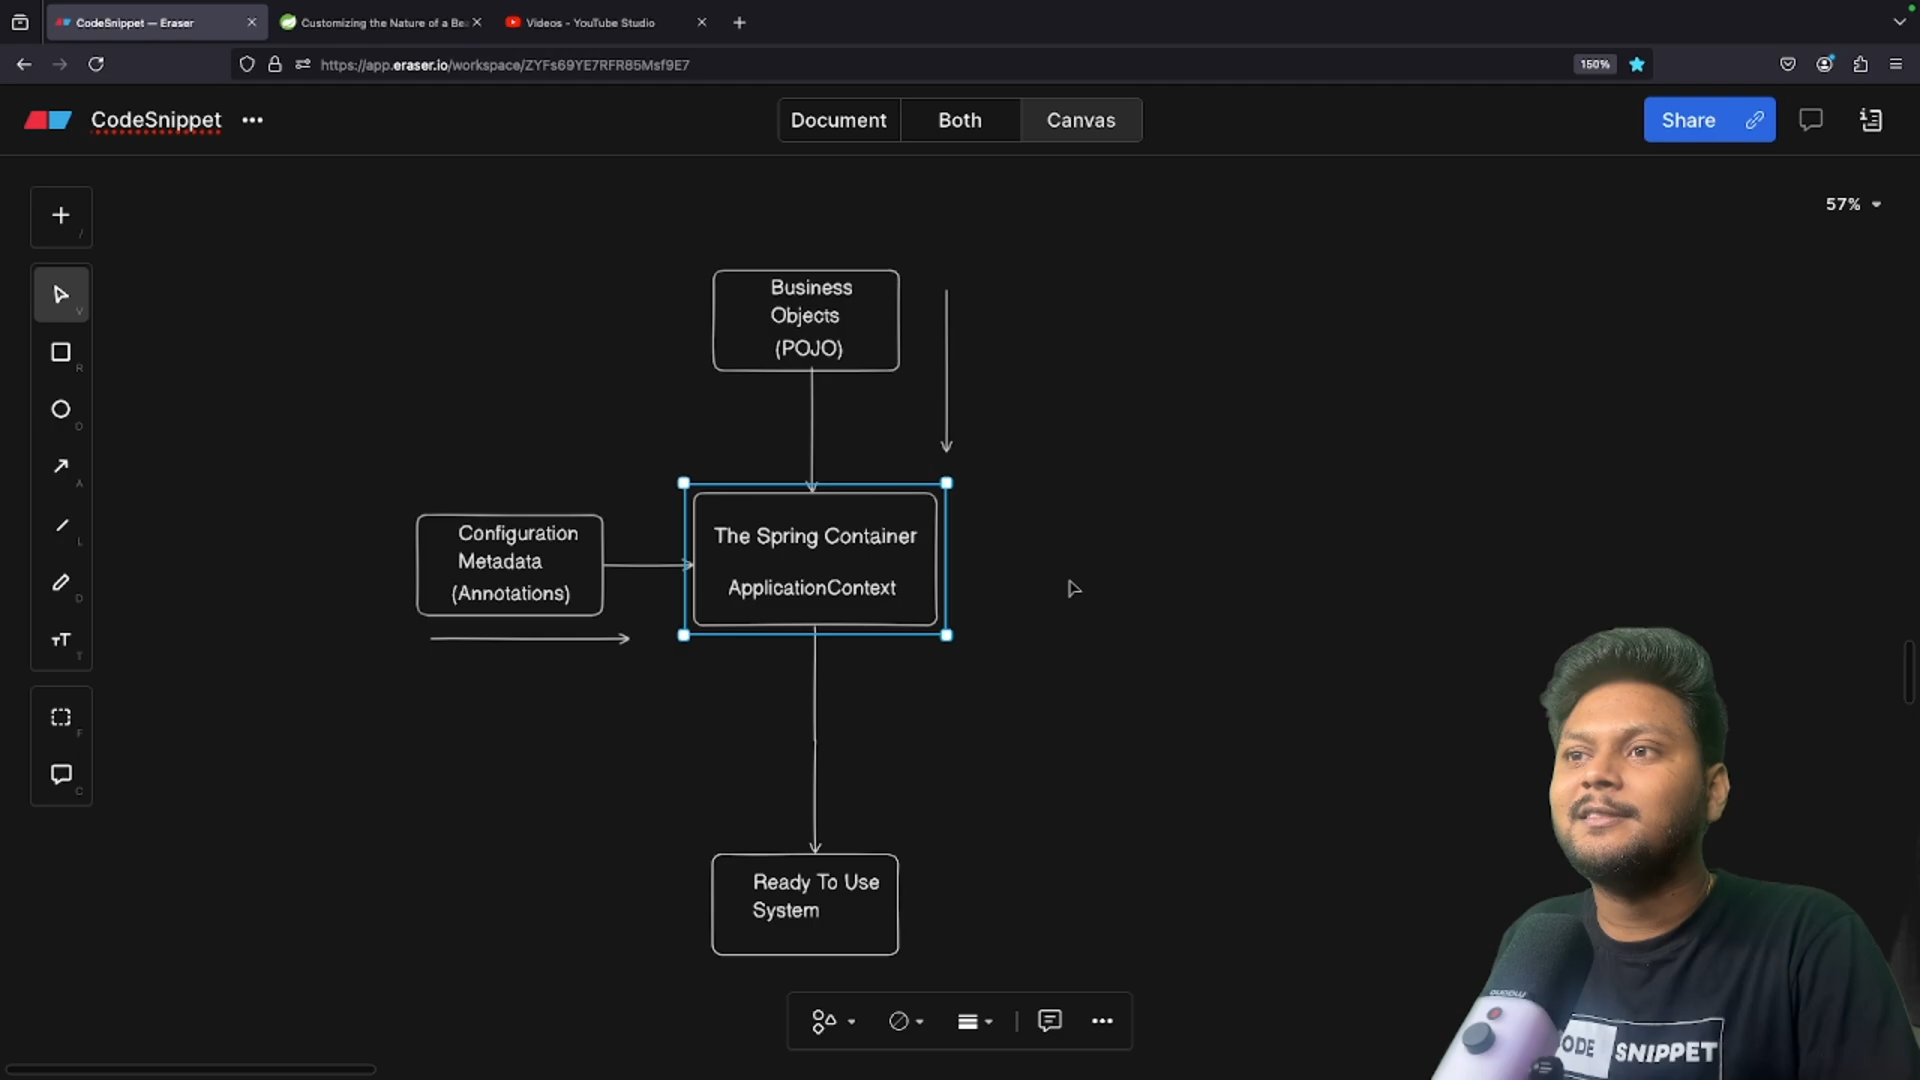 CodeSnippet — Eraser
Customizing the Nature of a Be
Videos - YouTube Studio
https://app.eraser.io/workspace/ZYFs69YE7RFR85Msf9E7
150%
CodeSnippet
Document
Both
Canvas
Share
57%
/
V
R
O
A
L
D
T
F
C
Business
Objects
(POJO)
Configuration
Metadata
(Annotations)
The Spring Container
ApplicationContext
Ready To Use
System
CODE SNIPPET